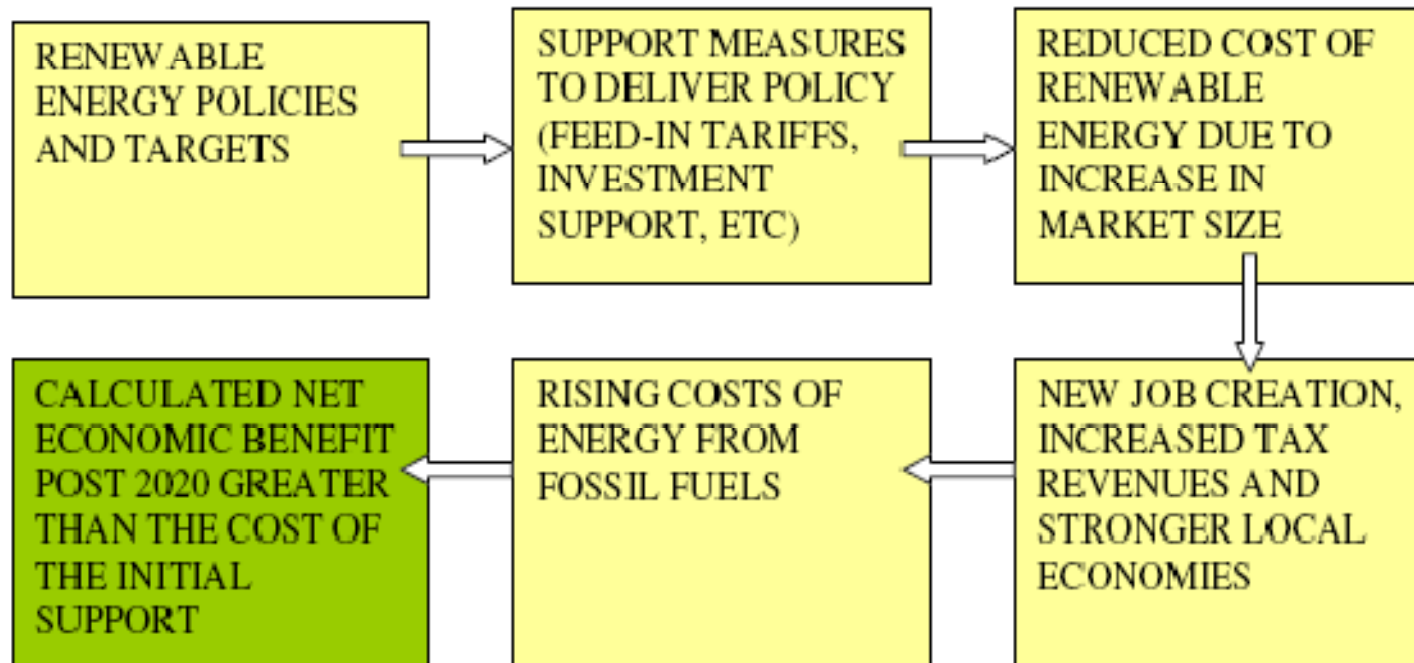 RENEWABLE
ENERGY POLICIES
AND TARGETS
SUPPORT MEASURES
TO DELIVER POLICY
(FEED-IN TARIFFS,
INVESTMENT
SUPPORT, ETC)
REDUCED COST OF
RENEWABLE
ENERGY DUE TO
INCREASE IN
MARKET SIZE
NEW JOB CREATION,
INCREASED TAX
REVENUES AND
STRONGER LOCAL
ECONOMIES
RISING COSTS OF
ENERGY FROM
FOSSIL FUELS
CALCULATED NET
ECONOMIC BENEFIT
POST 2020 GREATER
THAN THE COST OF
THE INITIAL
SUPPORT